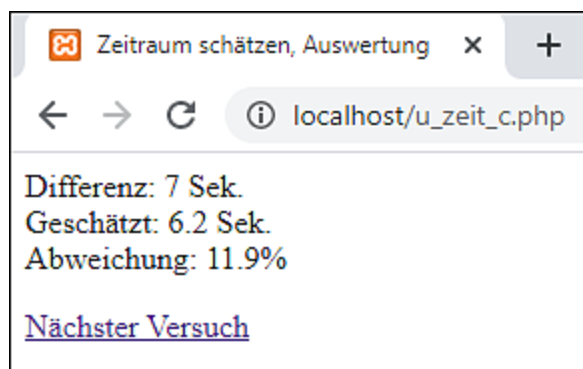 Zeitraum schätzen, Auswertung
localhost/u_zeit_c.php
Differenz: 7 Sek.
Geschätzt: 6.2 Sek.
Abweichung: 11.9%
Nächster Versuch